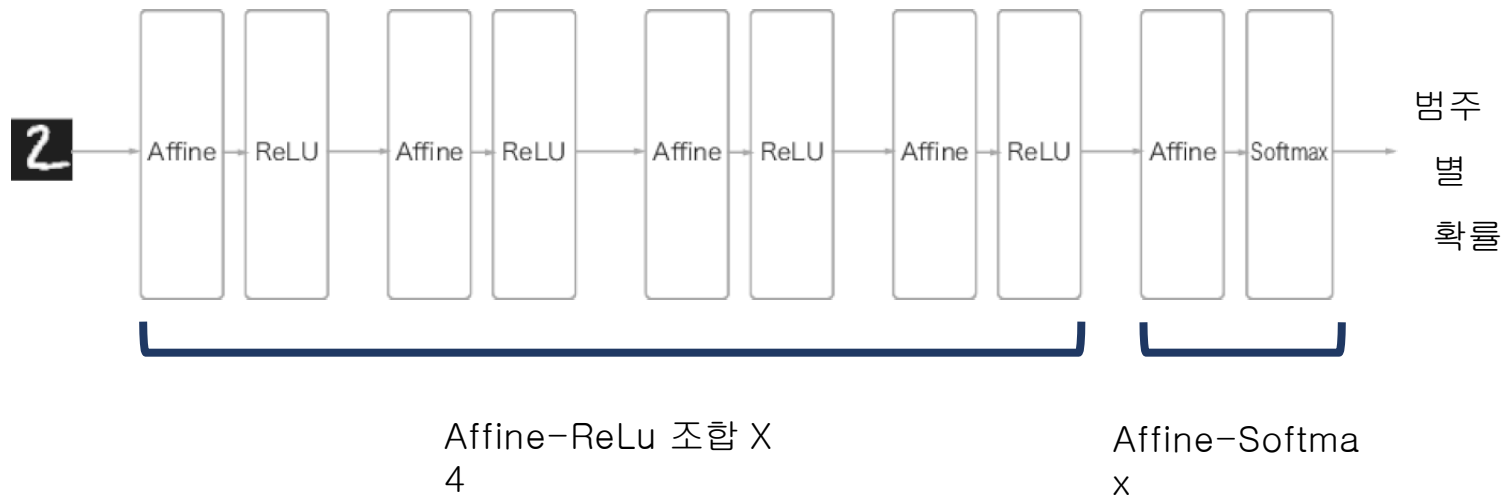 2
Affine
ReLU
Affine
ReLU
Affine
ReLU
Affine
ReLU
Affine
Softmax
범주
별
확률
Affine-ReLu 조합 X
4
Affine-Softma
x